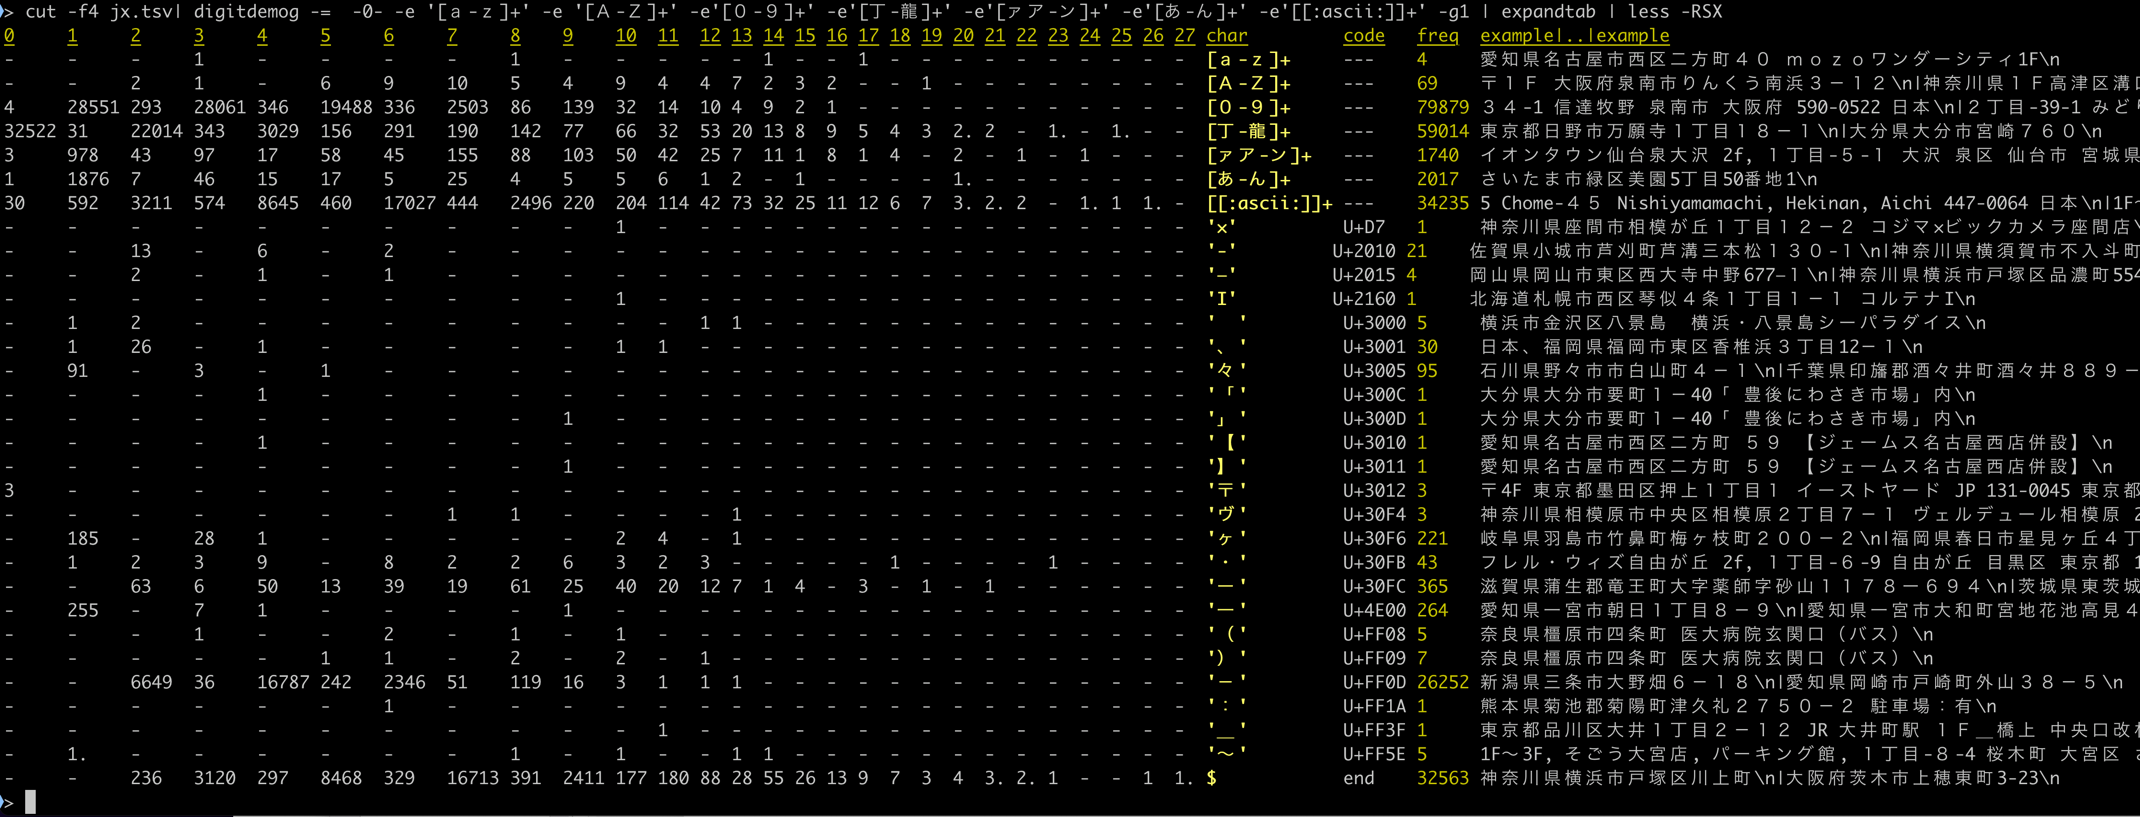 > cut -f4 jx.tsv| digitdemog -=  -0- -e '[ａ-ｚ]+' -e '[Ａ-Ｚ]+' -e'[０-９]+' -e'[丁-龍]+' -e'[ァア-ン]+' -e'[あ-ん]+' -e'[[:ascii:]]+' -g1 | expandtab | less -RSX
0 1 2 3 4 5 6 7 8 9 10 11 12 13 14 15 16 17 18 19 20 21 22 23 24 25 26 27 char code freq example|..|example
- - - 1 - - - - 1 - - - - - 1 - - 1 - - - - - - - - - - [ａ-ｚ]+ --- 4 愛知県名古屋市西区二方町４０ ｍｏｚｏワンダーシティ1F\n
- - 2 1 - 6 9 10 5 4 9 4 4 7 2 3 2 - - 1 - - - - - - - - [Ａ-Ｚ]+ --- 69 〒１Ｆ 大阪府泉南市りんくう南浜３－１２\n|神奈川県１Ｆ高津区溝口
4 28551 293 28061 346 19488 336 2503 86 139 32 14 10 4 9 2 1 - - - - - - - - - - - [０-９]+ --- 79879 ３４-1 信達牧野 泉南市 大阪府 590-0522 日本\n|２丁目-39-1 みど
32522 31 22014 343 3029 156 291 190 142 77 66 32 53 20 13 8 9 5 4 3 2. 2 - 1. - 1. - - [丁-龍]+ --- 59014 東京都日野市万願寺１丁目１８－１\n|大分県大分市宮崎７６０\n
3 978 43 97 17 58 45 155 88 103 50 42 25 7 11 1 8 1 4 - 2 - 1 - 1 - - - [ァア-ン]+ --- 1740 イオンタウン仙台泉大沢 2f, １丁目-５-１ 大沢 泉区 仙台市 宮城県
1 1876 7 46 15 17 5 25 4 5 5 6 1 2 - 1 - - - - 1. - - - - - - - [あ-ん]+ --- 2017 さいたま市緑区美園5丁目50番地1\n
30 592 3211 574 8645 460 17027 444 2496 220 204 114 42 73 32 25 11 12 6 7 3. 2. 2 - 1. 1 1. - [[:ascii:]]+ --- 34235 5 Chome-４５ Nishiyamamachi, Hekinan, Aichi 447-0064 日本\n|1F
- - - - - - - - - - 1 - - - - - - - - - - - - - - - - - '×' U+D7 1 神奈川県座間市相模が丘１丁目１２－２ コジマ×ビックカメラ座間店
- - 13 - 6 - 2 - - - - - - - - - - - - - - - - - - - - - '‐' U+2010 21 佐賀県小城市芦刈町芦溝三本松１３０‐1\n|神奈川県横須賀市不入斗町
- - 2 - 1 - 1 - - - - - - - - - - - - - - - - - - - - - '―' U+2015 4 岡山県岡山市東区西大寺中野677―1\n|神奈川県横浜市戸塚区品濃町554
- - - - - - - - - - 1 - - - - - - - - - - - - - - - - - 'Ⅰ' U+2160 1 北海道札幌市西区琴似４条１丁目１－１ コルテナⅠ\n
- 1 2 - - - - - - - - - 1 1 - - - - - - - - - - - - - - '　' U+3000 5 横浜市金沢区八景島　横浜・八景島シーパラダイス\n
- 1 26 - 1 - - - - - 1 1 - - - - - - - - - - - - - - - - '、' U+3001 30 日本、福岡県福岡市東区香椎浜３丁目12－１\n
- 91 - 3 - 1 - - - - - - - - - - - - - - - - - - - - - - '々' U+3005 95 石川県野々市市白山町４－１\n|千葉県印旛郡酒々井町酒々井８８９－
- - - - 1 - - - - - - - - - - - - - - - - - - - - - - - '「' U+300C 1 大分県大分市要町１－40「 豊後にわさき市場」内\n
- - - - - - - - - 1 - - - - - - - - - - - - - - - - - - '」' U+300D 1 大分県大分市要町１－40「 豊後にわさき市場」内\n
- - - - 1 - - - - - - - - - - - - - - - - - - - - - - - '【' U+3010 1 愛知県名古屋市西区二方町 ５９ 【ジェームス名古屋西店併設】\n
- - - - - - - - - 1 - - - - - - - - - - - - - - - - - - '】' U+3011 1 愛知県名古屋市西区二方町 ５９ 【ジェームス名古屋西店併設】\n
3 - - - - - - - - - - - - - - - - - - - - - - - - - - - '〒' U+3012 3 〒4F 東京都墨田区押上１丁目１ イーストヤード JP 131-0045 東京都
- - - - - - - 1 1 - - - - 1 - - - - - - - - - - - - - - 'ヴ' U+30F4 3 神奈川県相模原市中央区相模原２丁目７－１ ヴェルデュール相模原 2
- 185 - 28 1 - - - - - 2 4 - 1 - - - - - - - - - - - - - - 'ヶ' U+30F6 221 岐阜県羽島市竹鼻町梅ヶ枝町２００－２\n|福岡県春日市星見ヶ丘４丁
- 1 2 3 9 - 8 2 2 6 3 2 3 - - - - - 1 - - - - 1 - - - - '・' U+30FB 43 フレル・ウィズ自由が丘 2f, １丁目-６-９ 自由が丘 目黒区 東京都 1
- - 63 6 50 13 39 19 61 25 40 20 12 7 1 4 - 3 - 1 - 1 - - - - - - 'ー' U+30FC 365 滋賀県蒲生郡竜王町大字薬師字砂山１１７８ー６９４\n|茨城県東茨城
- 255 - 7 1 - - - - 1 - - - - - - - - - - - - - - - - - - '一' U+4E00 264 愛知県一宮市朝日１丁目８－９\n|愛知県一宮市大和町宮地花池高見４
- - - 1 - - 2 - 1 - 1 - - - - - - - - - - - - - - - - - '（' U+FF08 5 奈良県橿原市四条町 医大病院玄関口（バス）\n
- - - - - 1 1 - 2 - 2 - 1 - - - - - - - - - - - - - - - '）' U+FF09 7 奈良県橿原市四条町 医大病院玄関口（バス）\n
- - 6649 36 16787 242 2346 51 119 16 3 1 1 1 - - - - - - - - - - - - - - '－' U+FF0D 26252 新潟県三条市大野畑６－１８\n|愛知県岡崎市戸崎町外山３８－５\n
- - - - - - 1 - - - - - - - - - - - - - - - - - - - - - '：' U+FF1A 1 熊本県菊池郡菊陽町津久礼２７５０－２ 駐車場：有\n
- - - - - - - - - - - 1 - - - - - - - - - - - - - - - - '＿' U+FF3F 1 東京都品川区大井１丁目２－１２ JR 大井町駅 １Ｆ＿橋上 中央口改札
- 1. - - - - - - 1 - 1 - - 1 1 - - - - - - - - - - - - - '～' U+FF5E 5 1F～3F, そごう大宮店, パーキング館, １丁目-８-４ 桜木町 大宮区
- - 236 3120 297 8468 329 16713 391 2411 177 180 88 28 55 26 13 9 7 3 4 3. 2. 1 - - 1 1. $ end 32563 神奈川県横浜市戸塚区川上町\n|大阪府茨木市上穂東町3-23\n
>